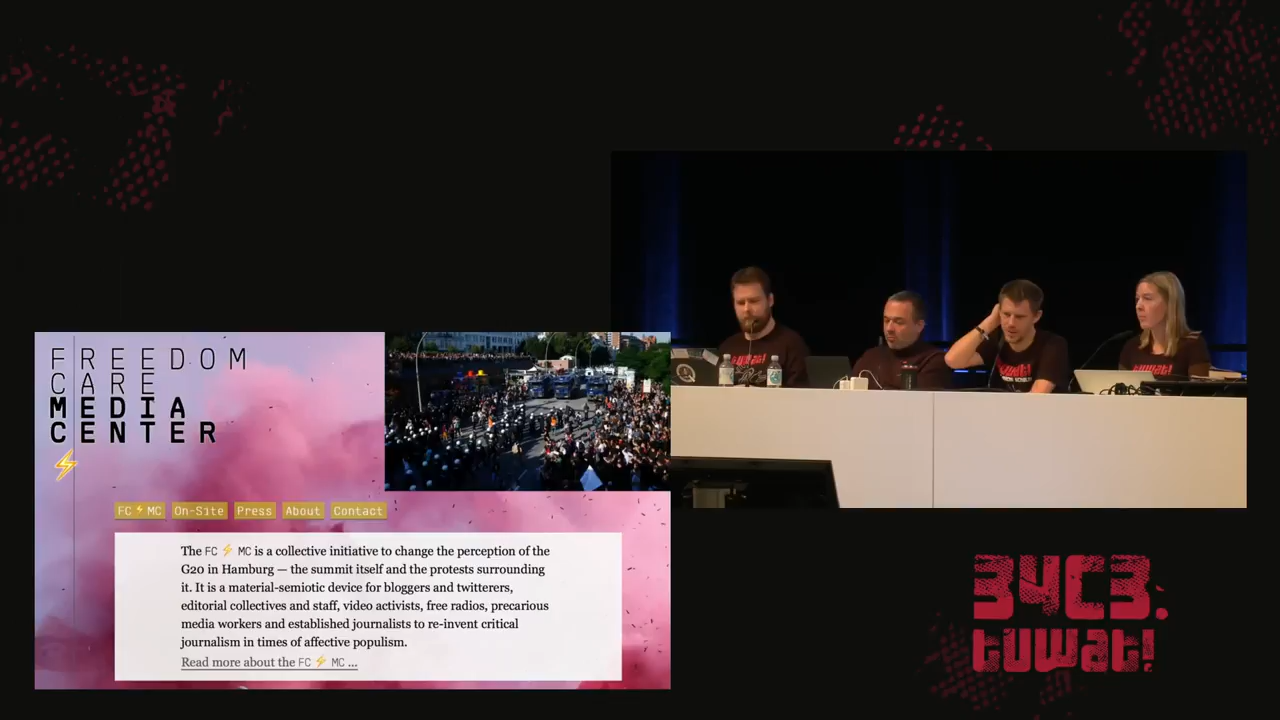 FREEDOM
CARE
MEDIA
CENTER
FC⚡MC On-Site Press About Contact
The FC ⚡ MC is a collective initiative to change the perception of the
G20 in Hamburg — the summit itself and the protests surrounding
it. It is a material-semiotic device for bloggers and twitterers,
editorial collectives and staff, video activists, free radios, precarious
media workers and established journalists to re-invent critical
journalism in times of affective populism.
Read more about the FC ⚡ MC ...
tuwat!
tuwat!
34C3:
tuwat!